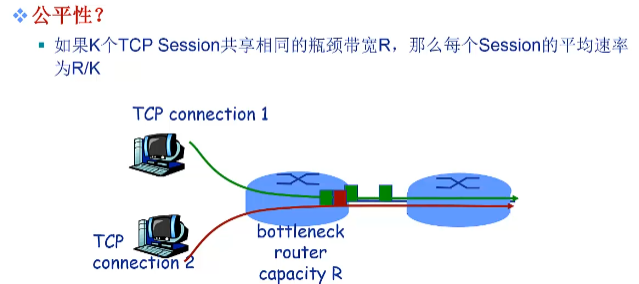 公平性?
如果K个TCP Session共享相同的瓶颈带宽R，那么每个Session的平均速率
为R/K
TCP connection 1
TCP
connection 2
bottleneck
router
capacity R